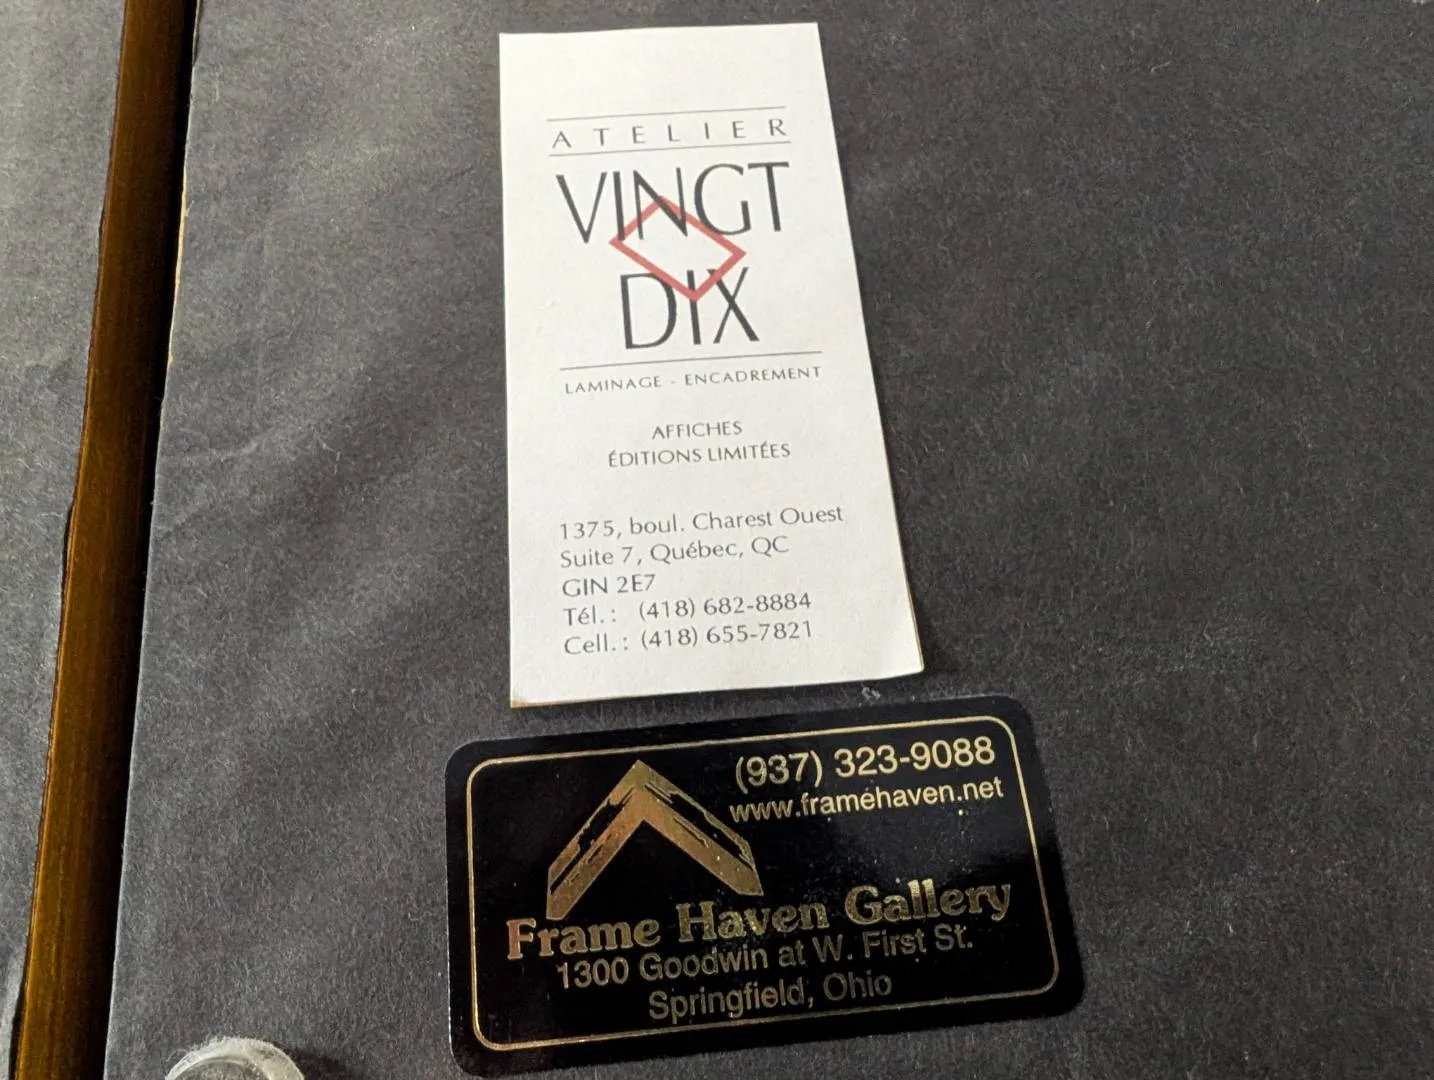 ATELIER
VINGT
DIX
LAMINAGE - ENCADREMENT
AFFICHES
ÉDITIONS LIMITÉES
1375, boul. Charest Ouest
Suite 7, Québec, QC
G1N 2E7
Tél.: (418) 682-8884
Cell.: (418) 655-7821
(937) 323-9088
www.framehaven.net
Frame Haven Gallery
1300 Goodwin at W. First St.
Springfield, Ohio